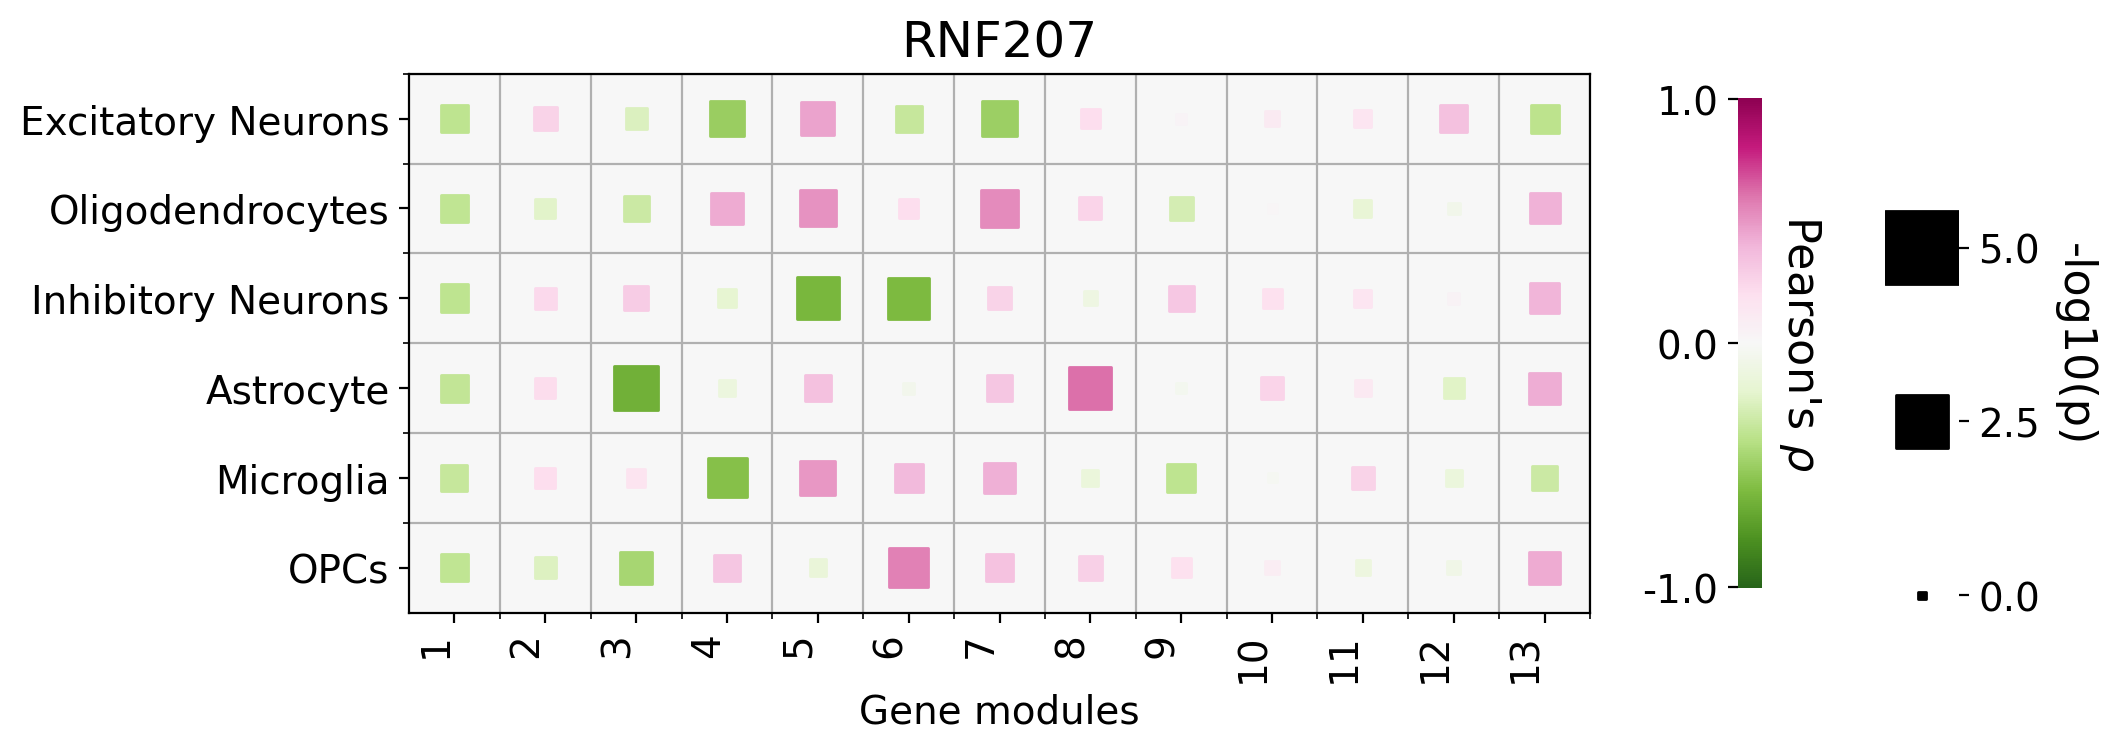 RNF207
Excitatory Neurons
Oligodendrocytes
Inhibitory Neurons
Astrocyte
Microglia
OPCs
1 2 3 4 5 6 7 8 9 10 11 12 13
Gene modules
1.0
0.0
-1.0
Pearson's ρ
5.0
2.5
0.0
-log10(p)